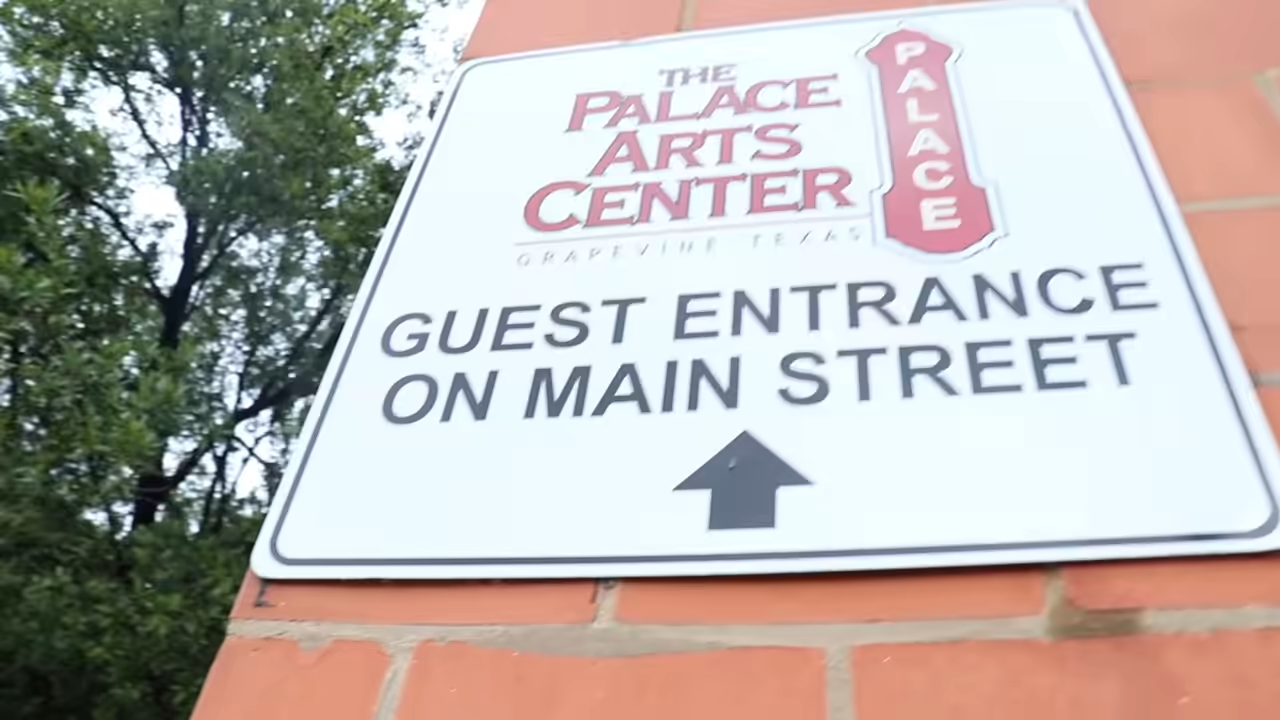 THE
PALACE
ARTS
CENTER
GRAPEVINE TEXAS
PALACE
GUEST ENTRANCE
ON MAIN STREET